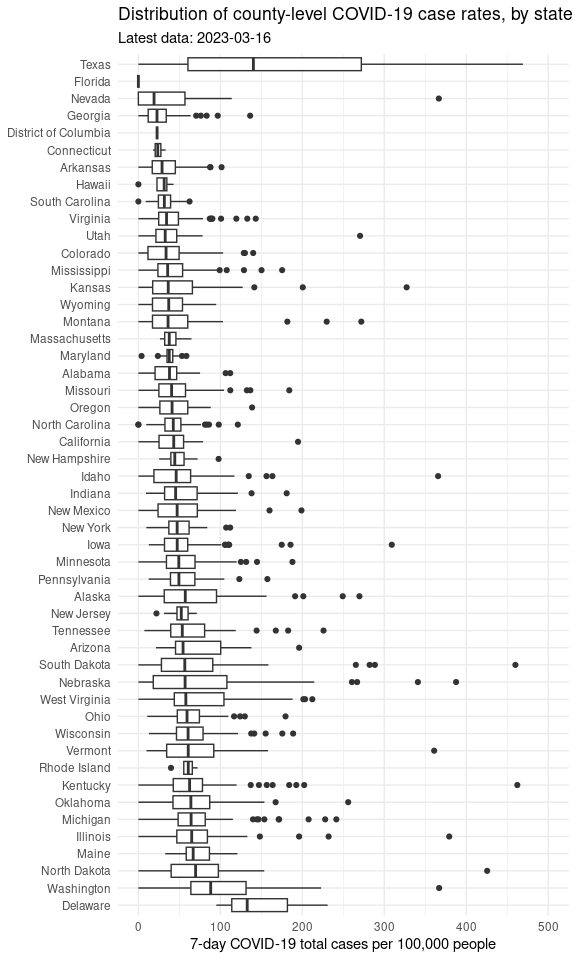 Distribution of county-level COVID-19 case rates, by state
Latest data: 2023-03-16
Texas
Florida
Nevada
Georgia
District of Columbia
Connecticut
Arkansas
Hawaii
South Carolina
Virginia
Utah
Colorado
Mississippi
Kansas
Wyoming
Montana
Massachusetts
Maryland
Alabama
Missouri
Oregon
North Carolina
California
New Hampshire
Idaho
Indiana
New Mexico
New York
Iowa
Minnesota
Pennsylvania
Alaska
New Jersey
Tennessee
Arizona
South Dakota
Nebraska
West Virginia
Ohio
Wisconsin
Vermont
Rhode Island
Kentucky
Oklahoma
Michigan
Illinois
Maine
North Dakota
Washington
Delaware
0 100 200 300 400 500
7-day COVID-19 total cases per 100,000 people